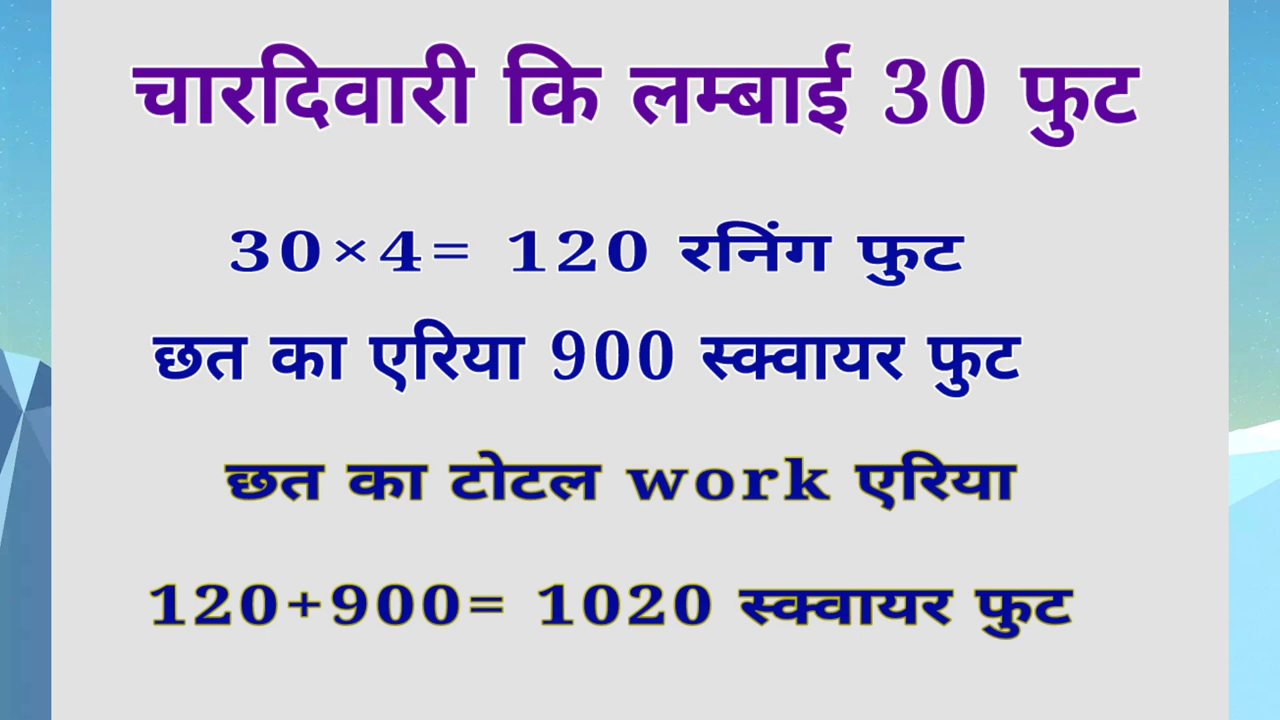 चारदिवारी कि लम्बाई 30 फुट
30×4= 120 रनिंग फुट
छत का एरिया 900 स्क्वायर फुट
छत का टोटल work एरिया
120+900= 1020 स्क्वायर फुट